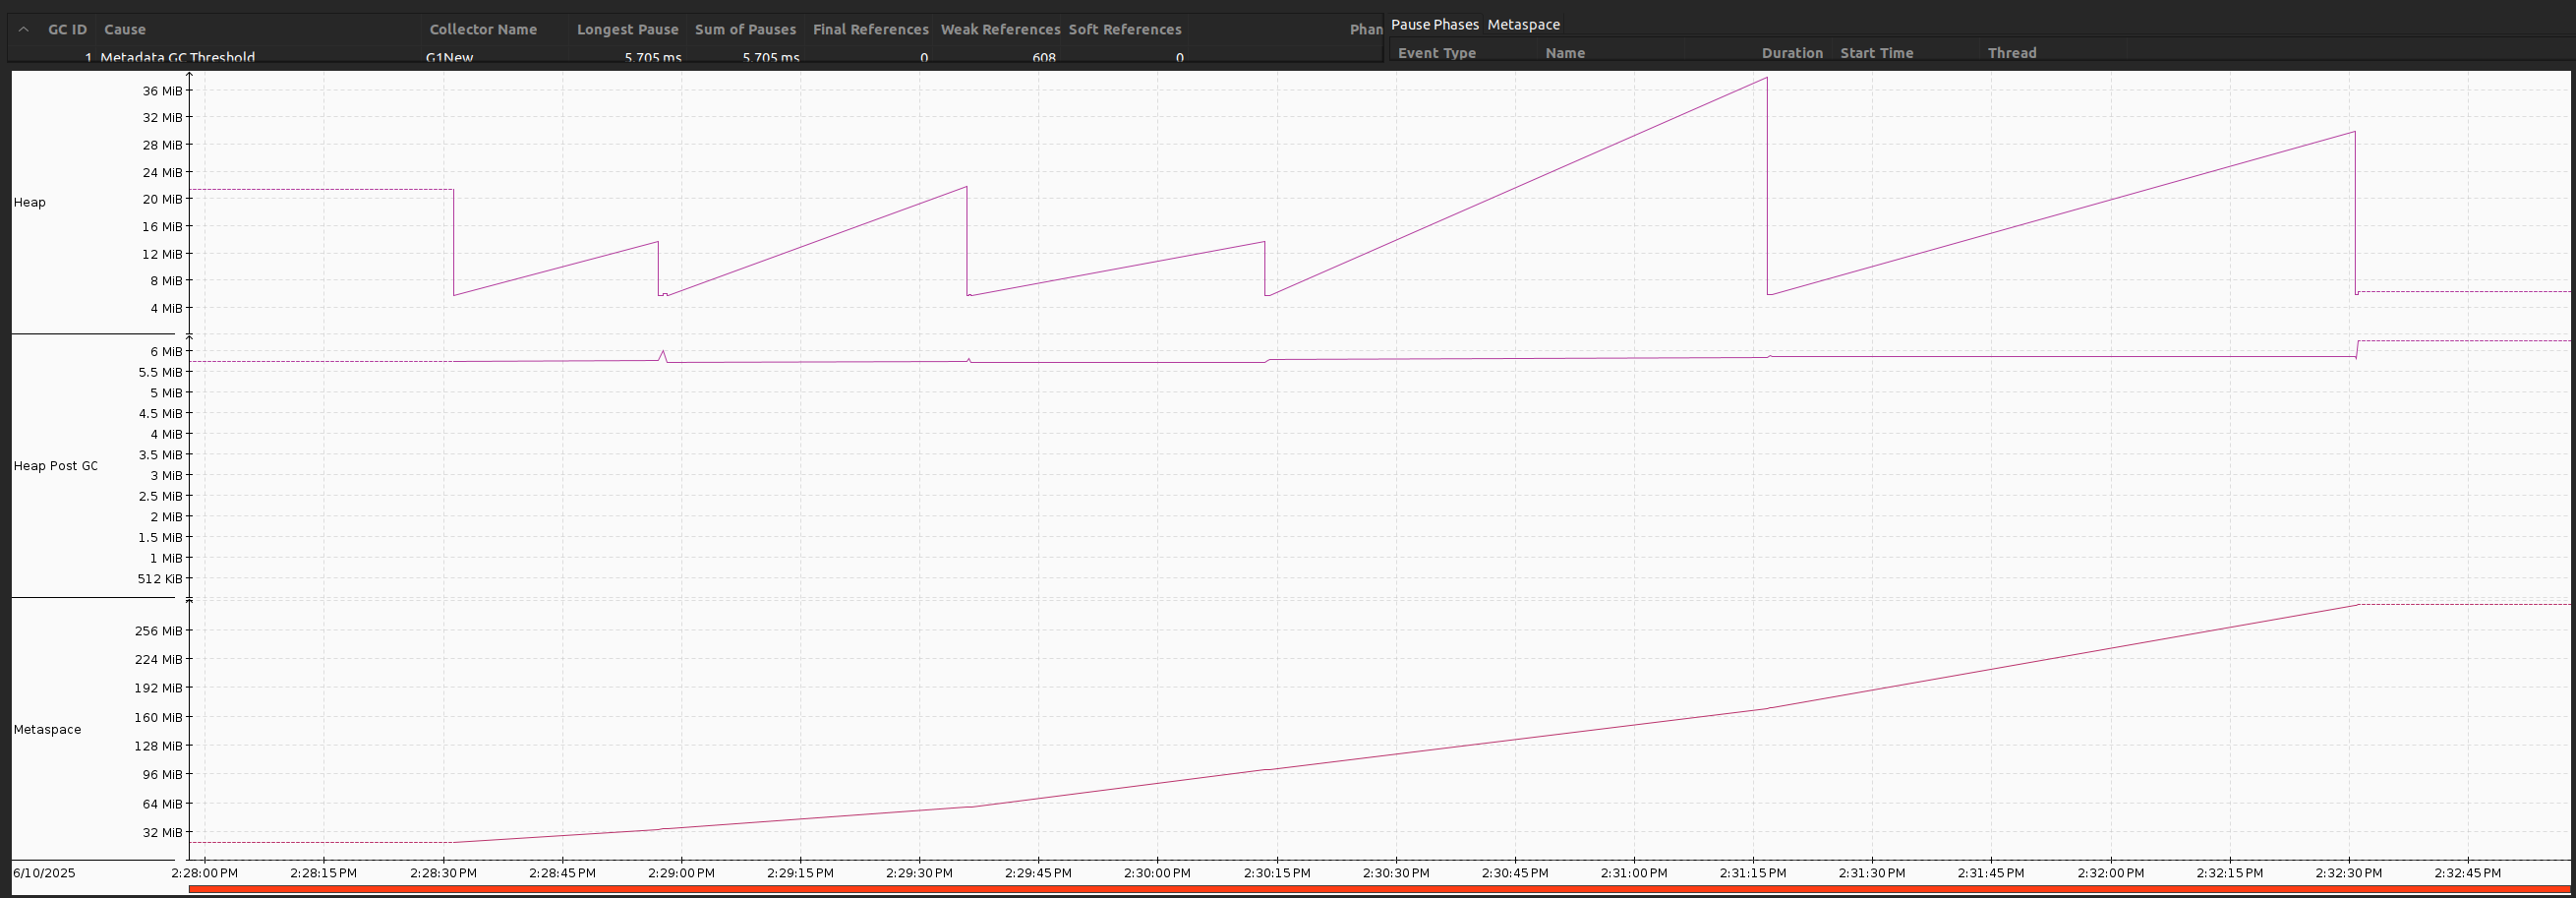 GC ID Cause Collector Name Longest Pause Sum of Pauses Final References Weak References Soft References Phan
1 Metadata GC Threshold G1New 5.705 ms 5.705 ms 0 608 0
Pause Phases Metaspace
Event Type Name Duration Start Time Thread
Heap
36 MiB
32 MiB
28 MiB
24 MiB
20 MiB
16 MiB
12 MiB
8 MiB
4 MiB
Heap Post GC
6 MiB
5.5 MiB
5 MiB
4.5 MiB
4 MiB
3.5 MiB
3 MiB
2.5 MiB
2 MiB
1.5 MiB
1 MiB
512 KiB
Metaspace
256 MiB
224 MiB
192 MiB
160 MiB
128 MiB
96 MiB
64 MiB
32 MiB
6/10/2025 2:28:00 PM 2:28:15 PM 2:28:30 PM 2:28:45 PM 2:29:00 PM 2:29:15 PM 2:29:30 PM 2:29:45 PM 2:30:00 PM 2:30:15 PM 2:30:30 PM 2:30:45 PM 2:31:00 PM 2:31:15 PM 2:31:30 PM 2:31:45 PM 2:32:00 PM 2:32:15 PM 2:32:30 PM 2:32:45 PM